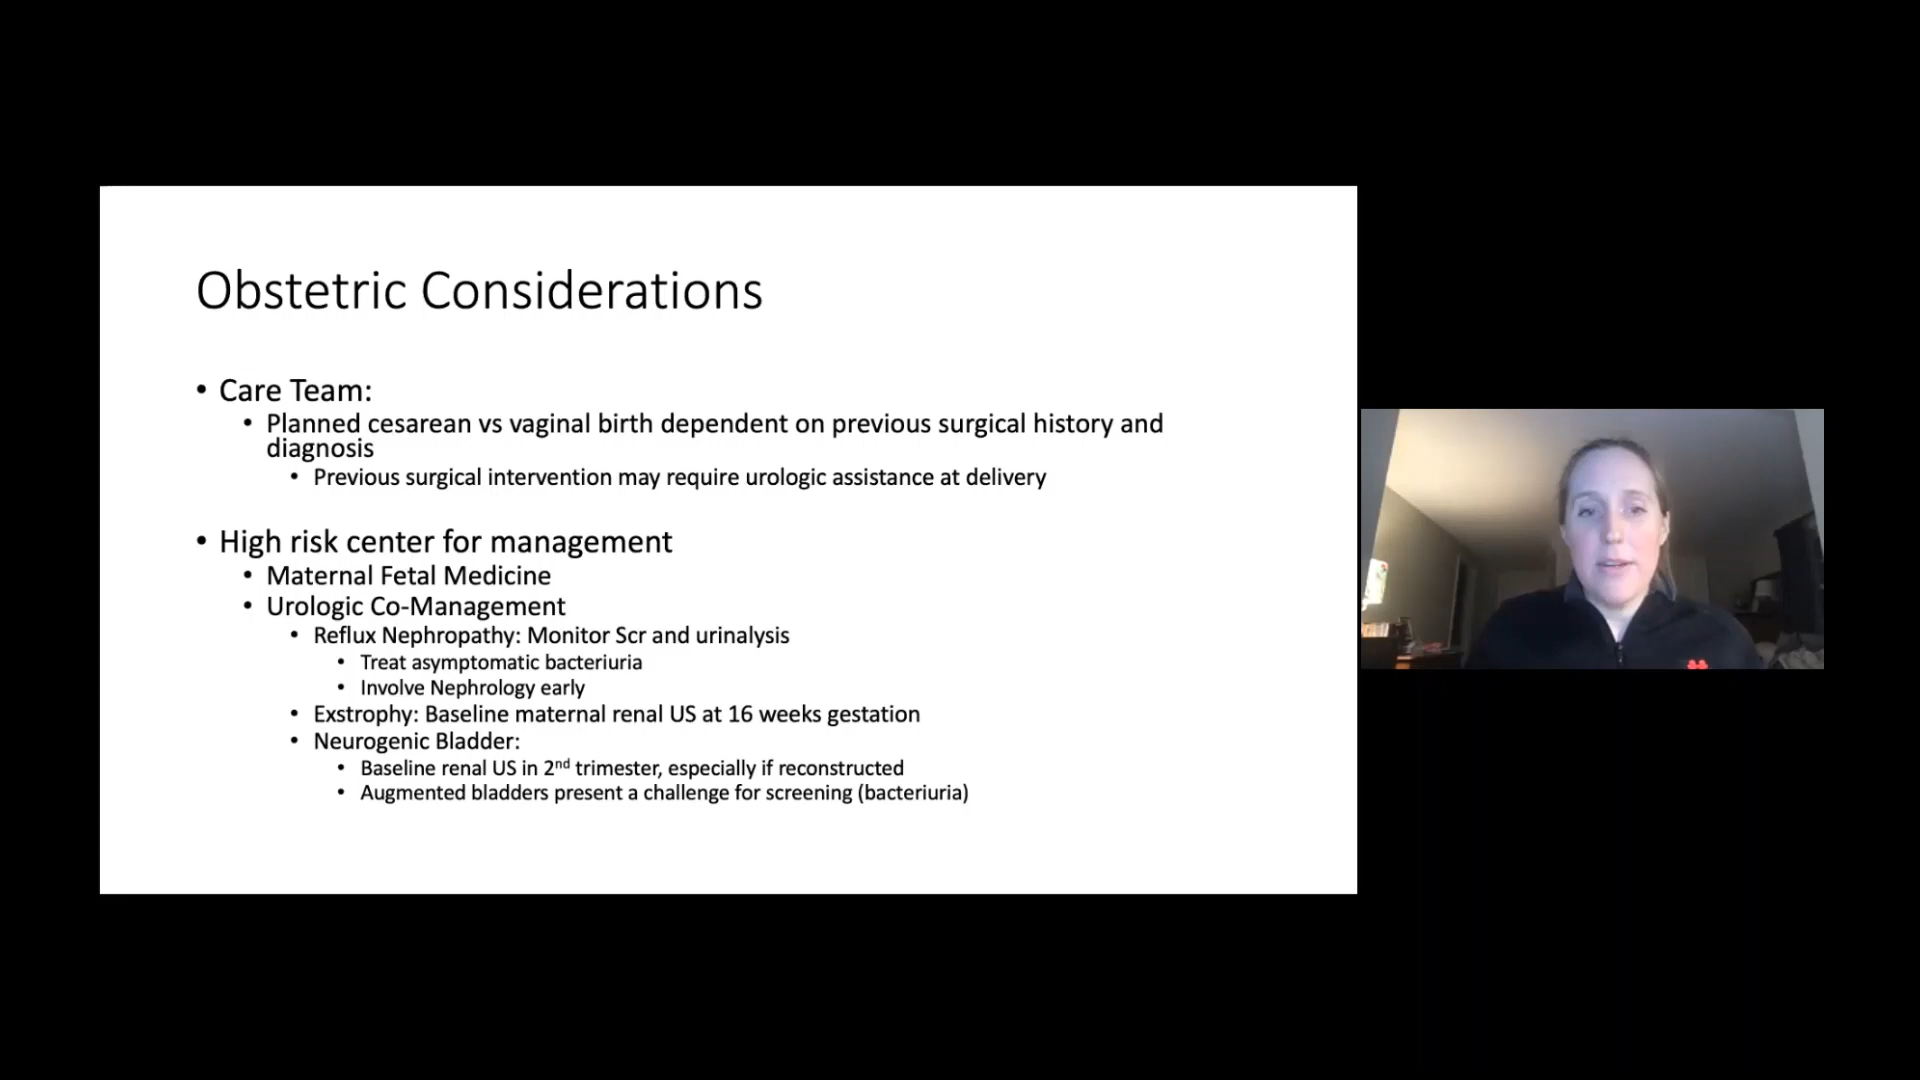 Obstetric Considerations
• Care Team:
• Planned cesarean vs vaginal birth dependent on previous surgical history and
diagnosis
• Previous surgical intervention may require urologic assistance at delivery
• High risk center for management
• Maternal Fetal Medicine
• Urologic Co-Management
• Reflux Nephropathy: Monitor Scr and urinalysis
• Treat asymptomatic bacteriuria
• Involve Nephrology early
• Exstrophy: Baseline maternal renal US at 16 weeks gestation
• Neurogenic Bladder:
• Baseline renal US in 2nd trimester, especially if reconstructed
• Augmented bladders present a challenge for screening (bacteriuria)